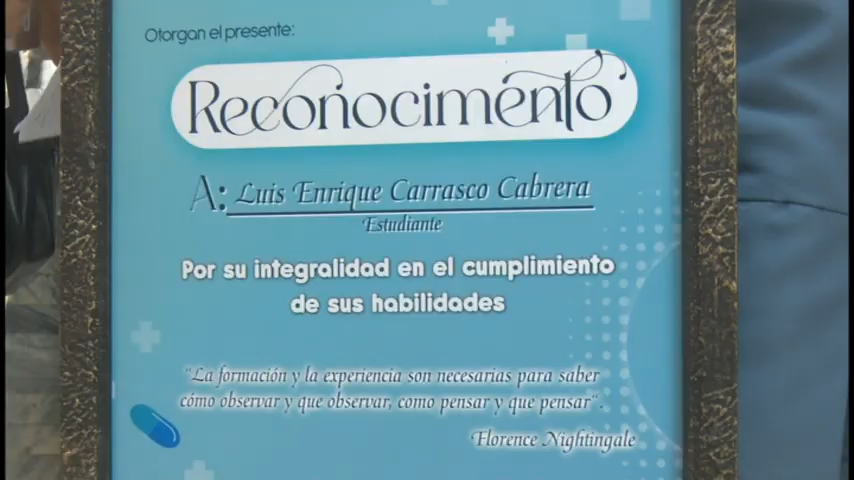 Otorgan el presente:
Reconocimento
A: Luis Enrique Carrasco Cabrera
Estudiante
Por su integralidad en el cumplimiento
de sus habilidades
"La formación y la experiencia son necesarias para saber
cómo observar y que observar, como pensar y que pensar".
Florence Nightingale